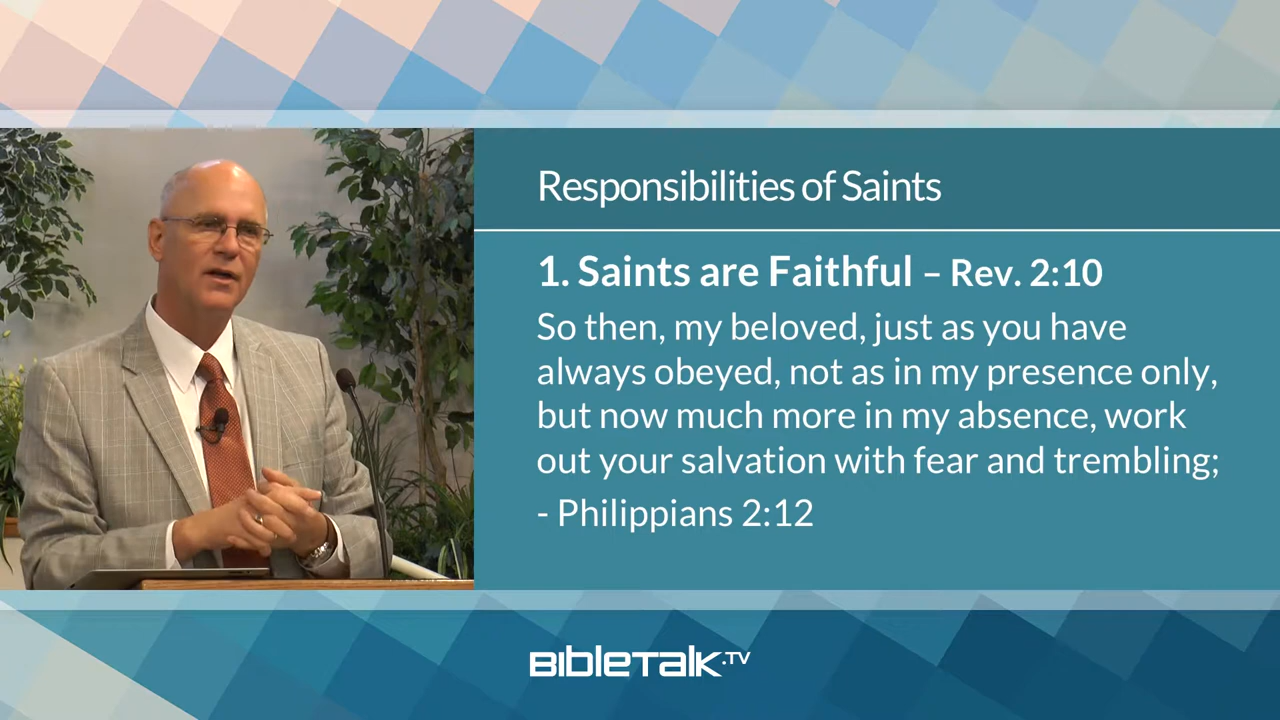 Responsibilities of Saints
1. Saints are Faithful – Rev. 2:10
So then, my beloved, just as you have
always obeyed, not as in my presence only,
but now much more in my absence, work
out your salvation with fear and trembling;
- Philippians 2:12
BIBLETALK.TV